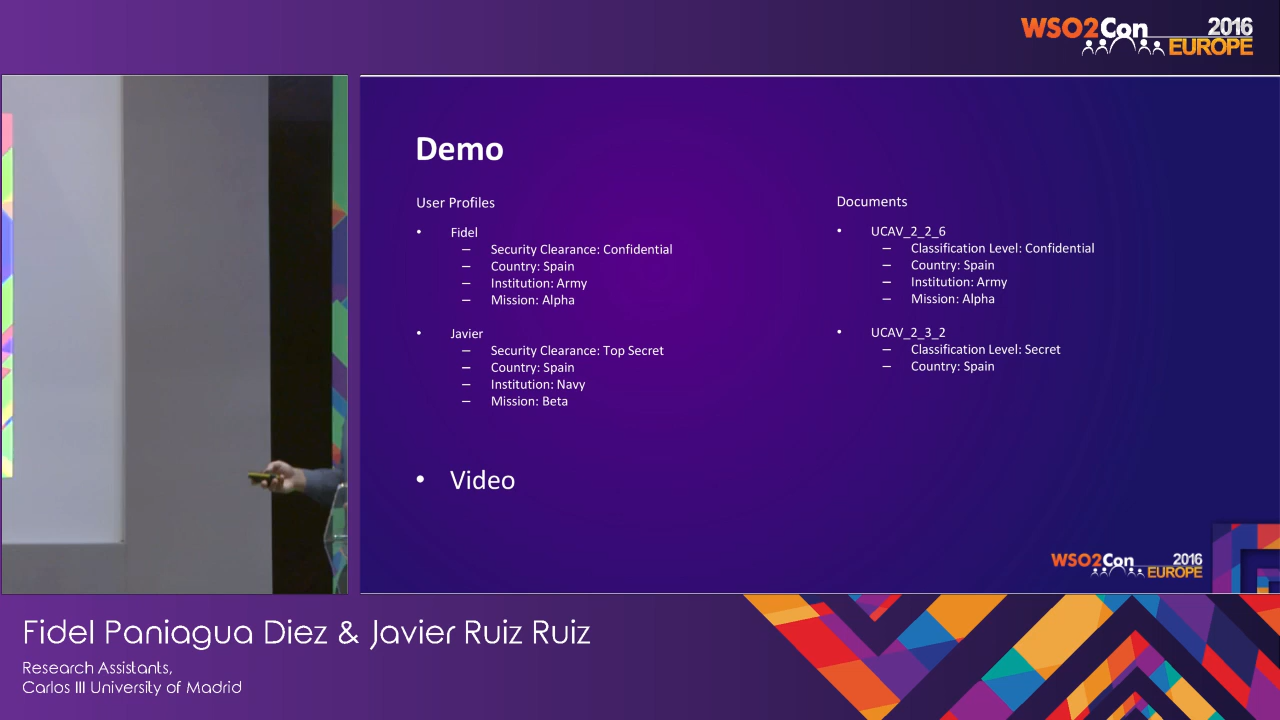 WSO2Con 2016
EUROPE
Demo
User Profiles
• Fidel
– Security Clearance: Confidential
– Country: Spain
– Institution: Army
– Mission: Alpha
• Javier
– Security Clearance: Top Secret
– Country: Spain
– Institution: Navy
– Mission: Beta
• Video
Documents
• UCAV_2_2_6
– Classification Level: Confidential
– Country: Spain
– Institution: Army
– Mission: Alpha
• UCAV_2_3_2
– Classification Level: Secret
– Country: Spain
WSO2Con 2016
EUROPE
Fidel Paniagua Diez & Javier Ruiz Ruiz
Research Assistants,
Carlos III University of Madrid